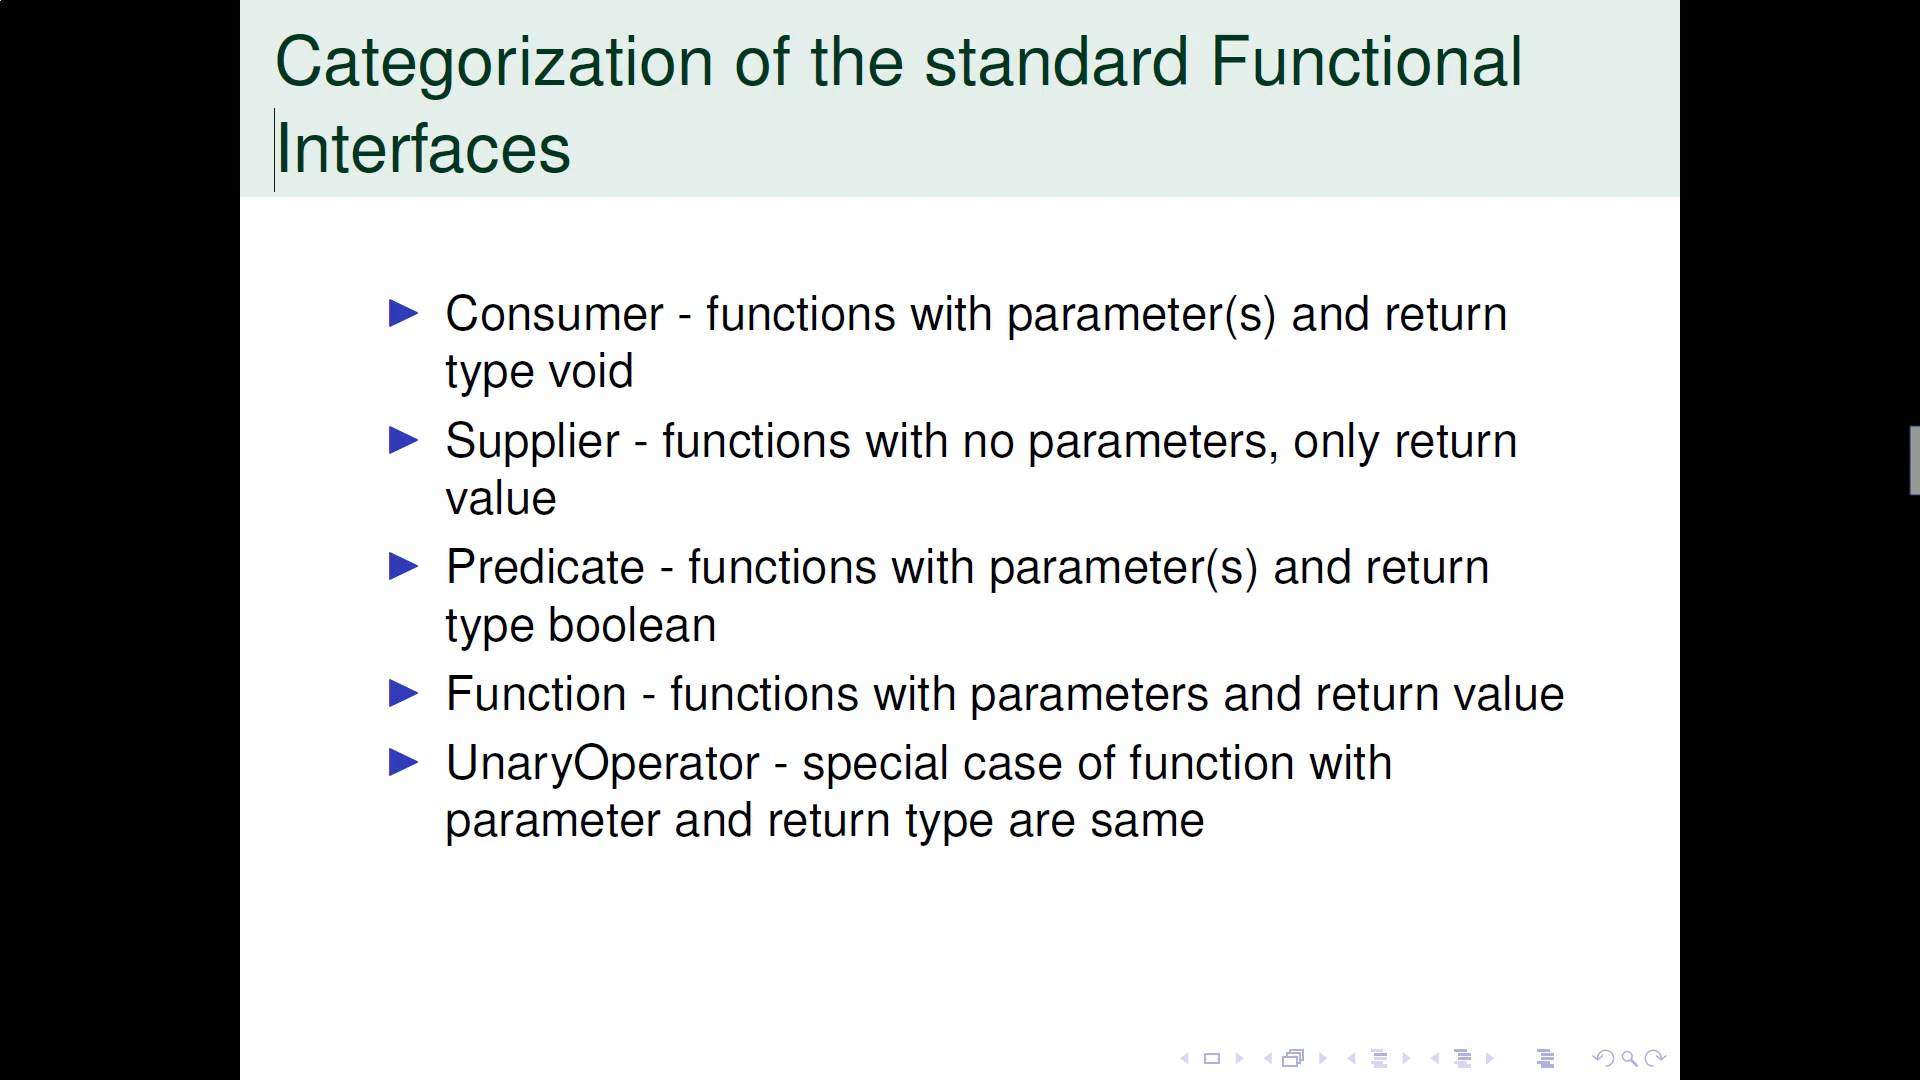 Categorization of the standard Functional
Interfaces
Consumer - functions with parameter(s) and return
type void
Supplier - functions with no parameters, only return
value
Predicate - functions with parameter(s) and return
type boolean
Function - functions with parameters and return value
UnaryOperator - special case of function with
parameter and return type are same